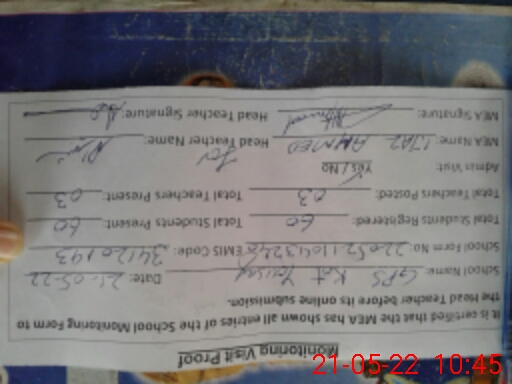 Monitoring Visit Proof
It is certified that the MEA has shown all entries of the School Monitoring Form to
the Head Teacher before its online submission.
School Name: GPS Kot Date: 21-05-22
School Form No: EMIS Code: 34120193
Total Students Registered: 60 Total Students Present: 60
Total Teachers Posted: 03 Total Teachers Present: 03
Admin Visit: Yes / No
MEA Name: IJAZ AHMED Head Teacher Name:
MEA Signature: Head Teacher Signature:
21-05-22 10:45